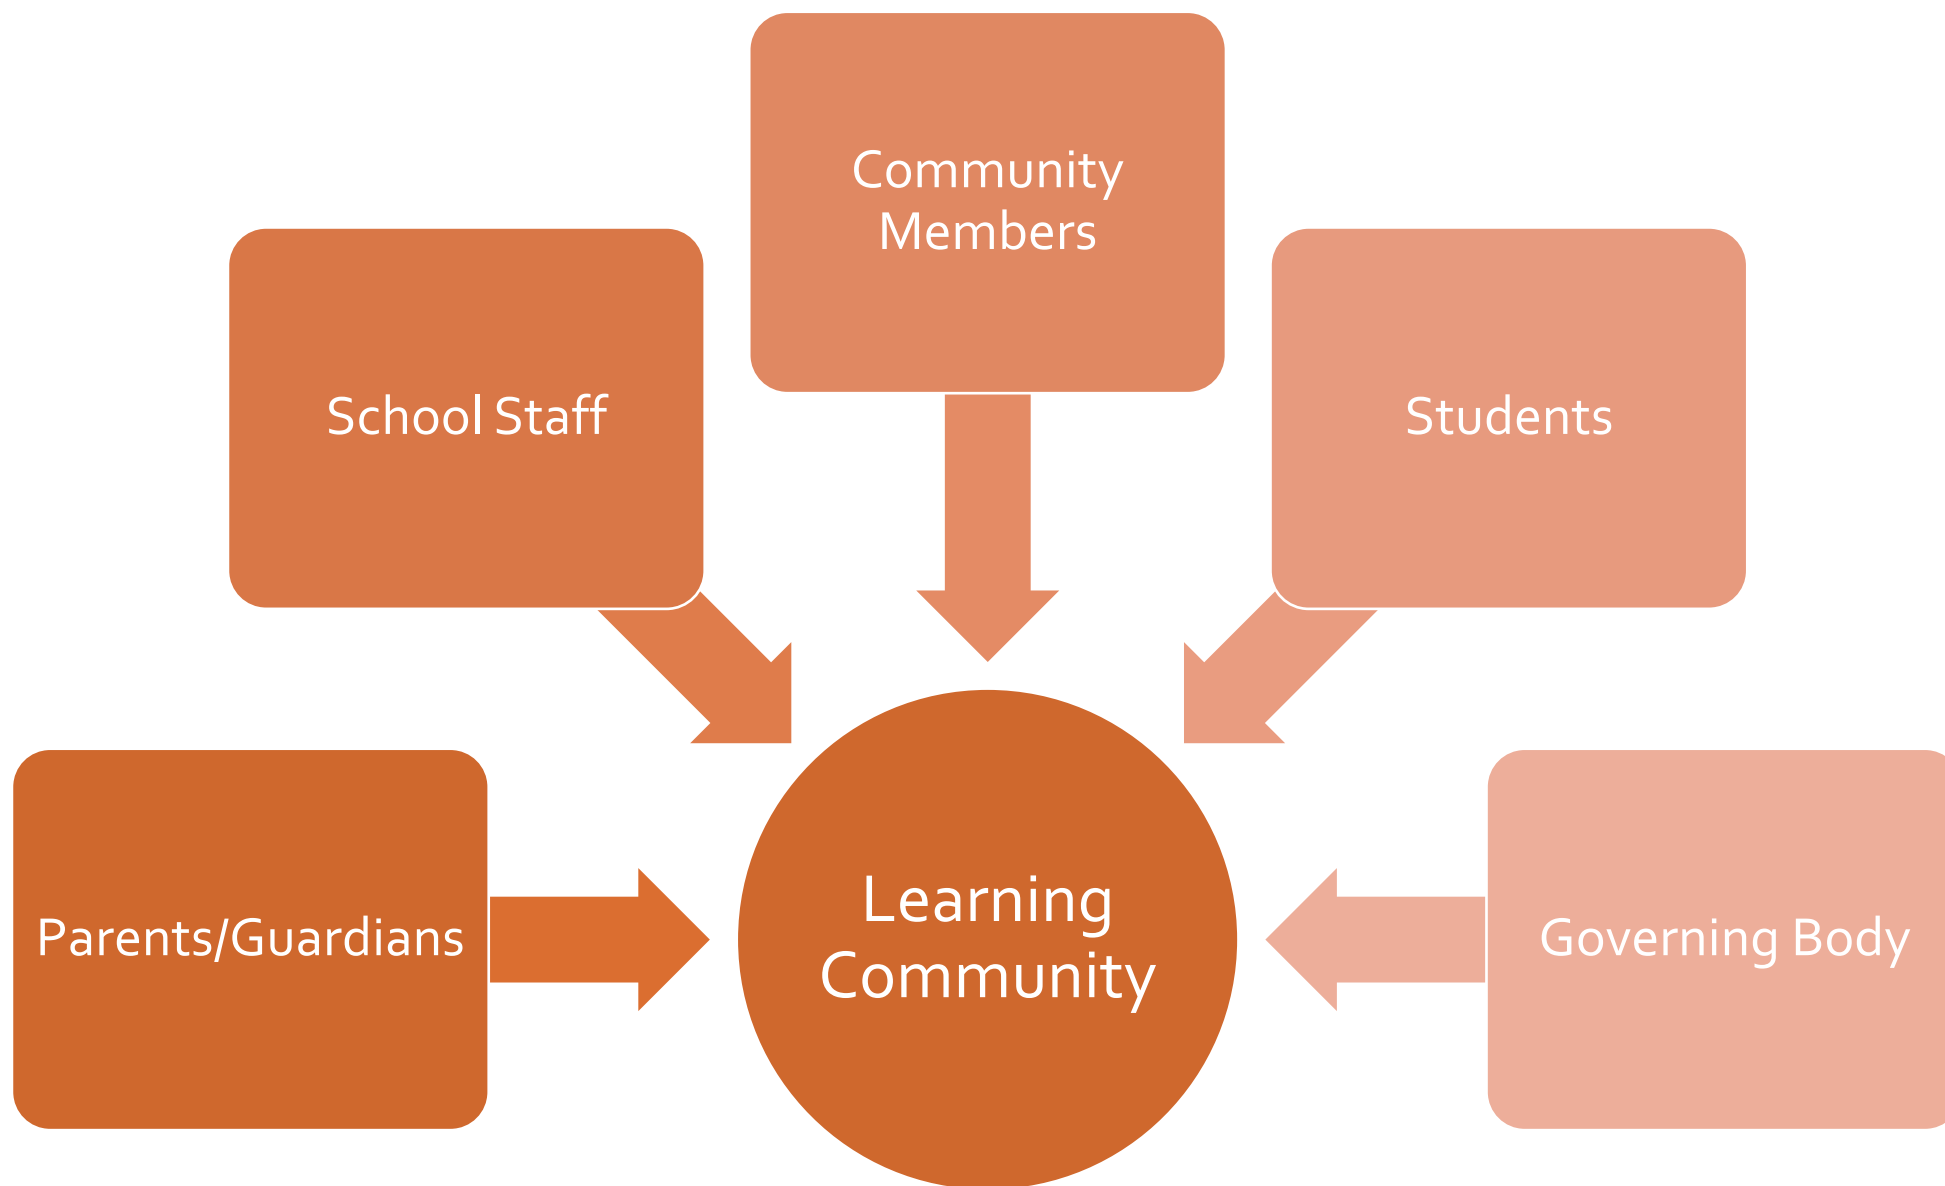 Community
Members
School Staff
Students
Parents/Guardians
Learning
Community
Governing Body